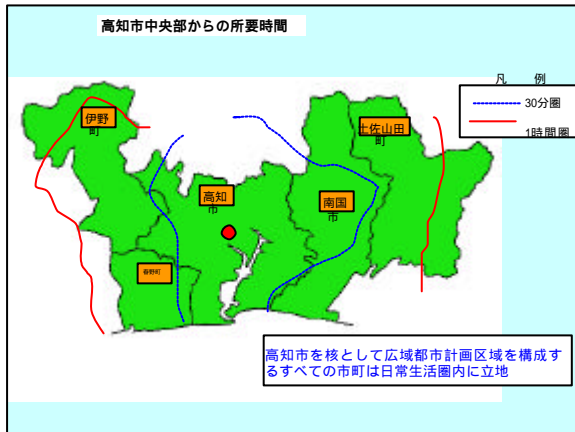 高知市中央部からの所要時間
凡 例
30分圏
1時間圏
伊野
町
土佐山田
町
高知
市
南国
市
春野町
高知市を核として広域都市計画区域を構成す
るすべての市町は日常生活圏内に立地